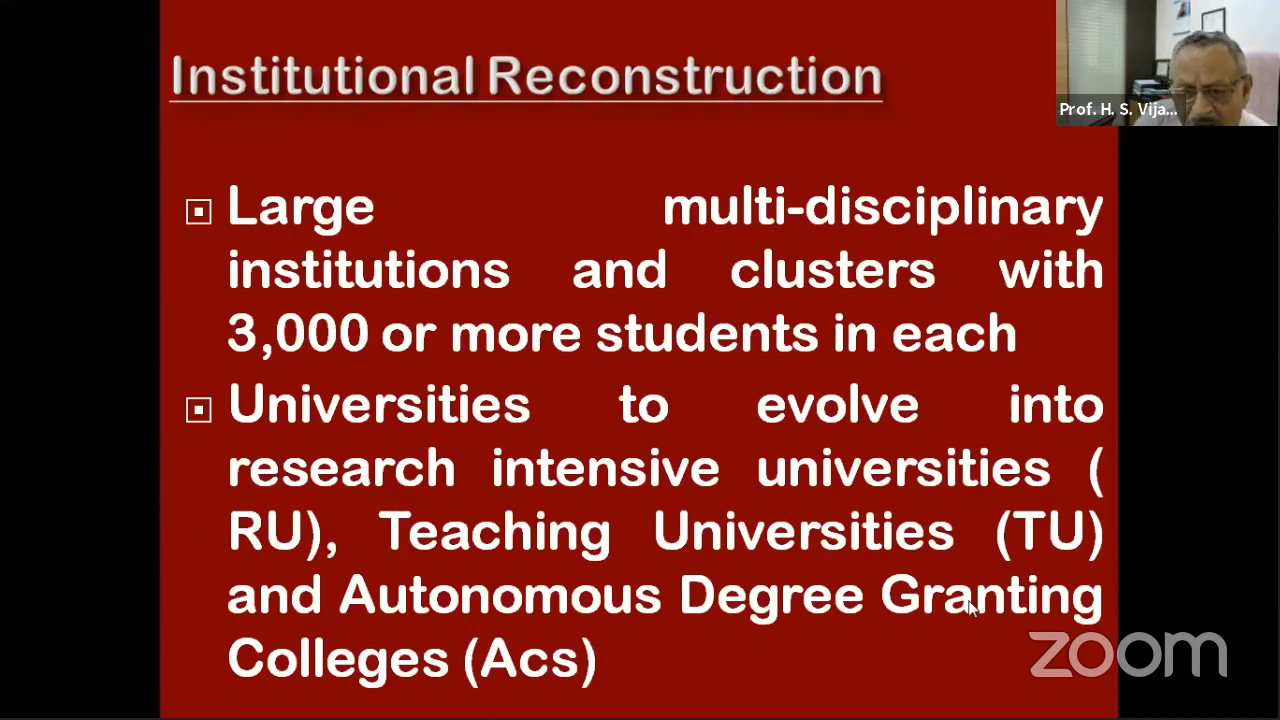 Institutional Reconstruction
Prof. H. S. Vija...
Large multi-disciplinary
institutions and clusters with
3,000 or more students in each
Universities to evolve into
research intensive universities (
RU), Teaching Universities (TU)
and Autonomous Degree Granting
Colleges (Acs)
zoom